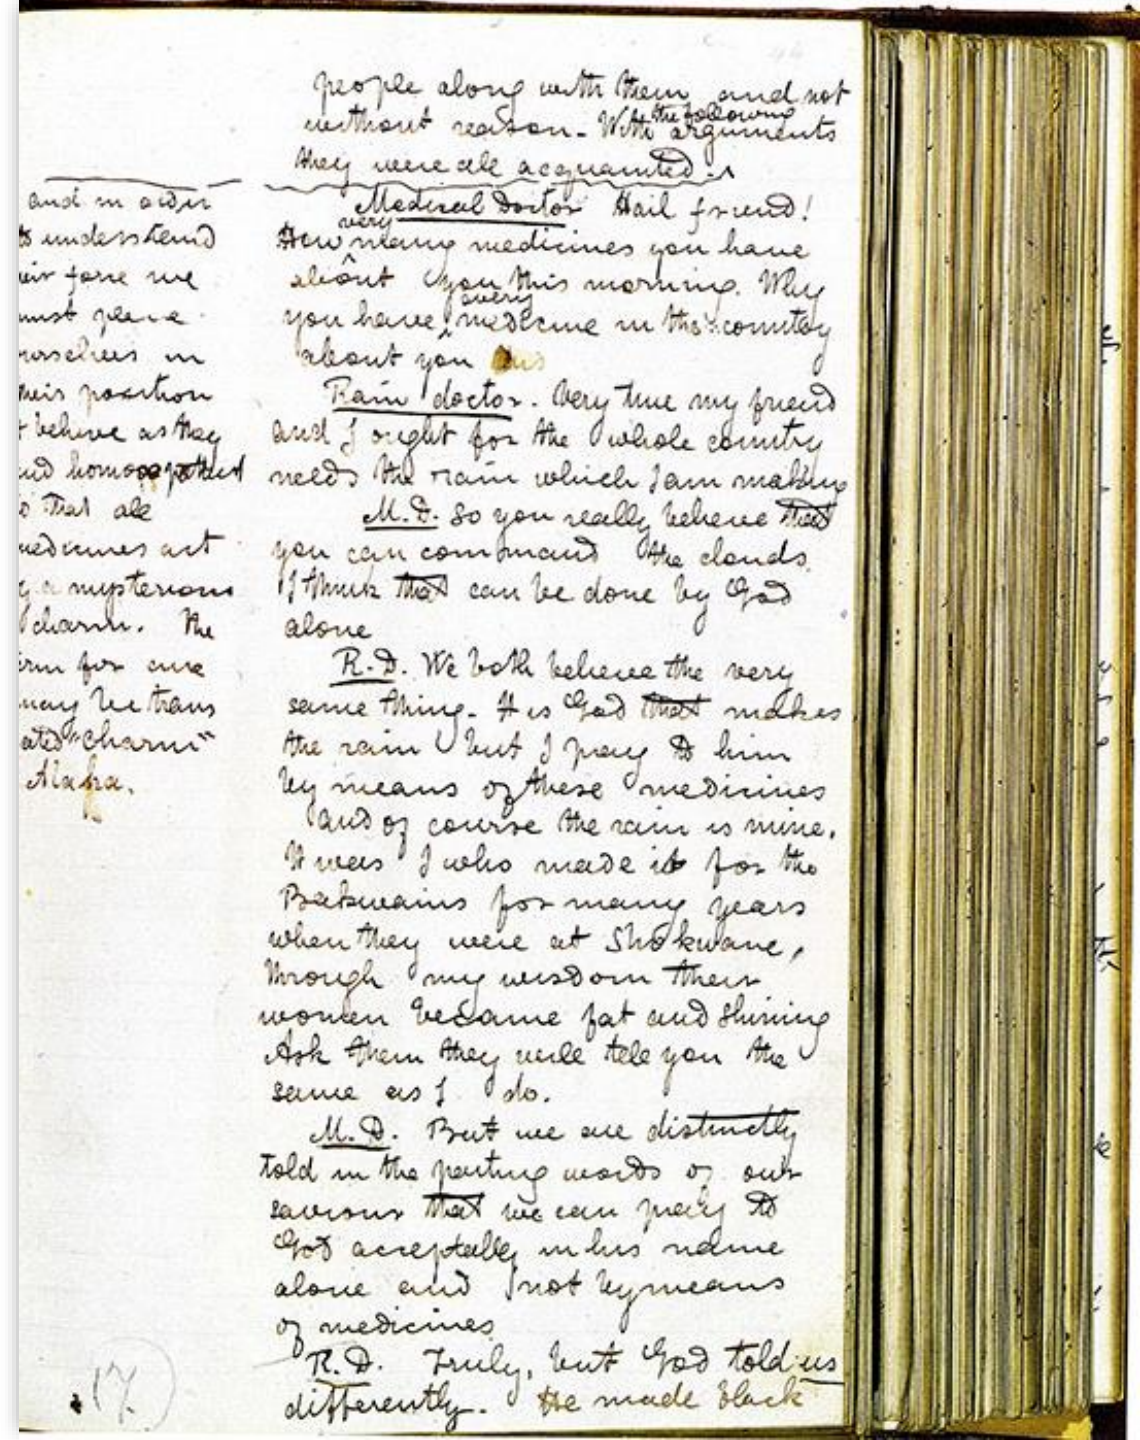 people along with them and not
without reason - With the following arguments
they were all acquainted
Medical Doctor Hail friend!
How very many medicines you have
about you this morning. Why
you have every medicine in the country
about you
Rain doctor. Very true my friend
and I ought for the whole country
needs the rain which I am making
M.D. So you really believe that
you can command the clouds.
I think that can be done by God
alone
R.D. We both believe the very
same thing - It is God that makes
the rain but I pray to him
by means of these medicines
and of course the rain is mine.
It was I who made it for the
Bakwains for many years
when they were at Shokwane,
through my wisdom their
women became fat and shining
Ask them they will tell you the
same as I do.
M.D. But we are distinctly
told in the parting words of our
saviour that we can pray to
God acceptably in his name
alone and not by means
of medicines
R.D. Truly, but God told us
differently. He made black
and in order
to understand
eir force we
must place
urselves in
heir position
& believe as they
nd homoeopathist
that all
medicines act
y a mysterious
charm. The
erm for cure
may be trans
ated "charm"
Alaha.
(17)